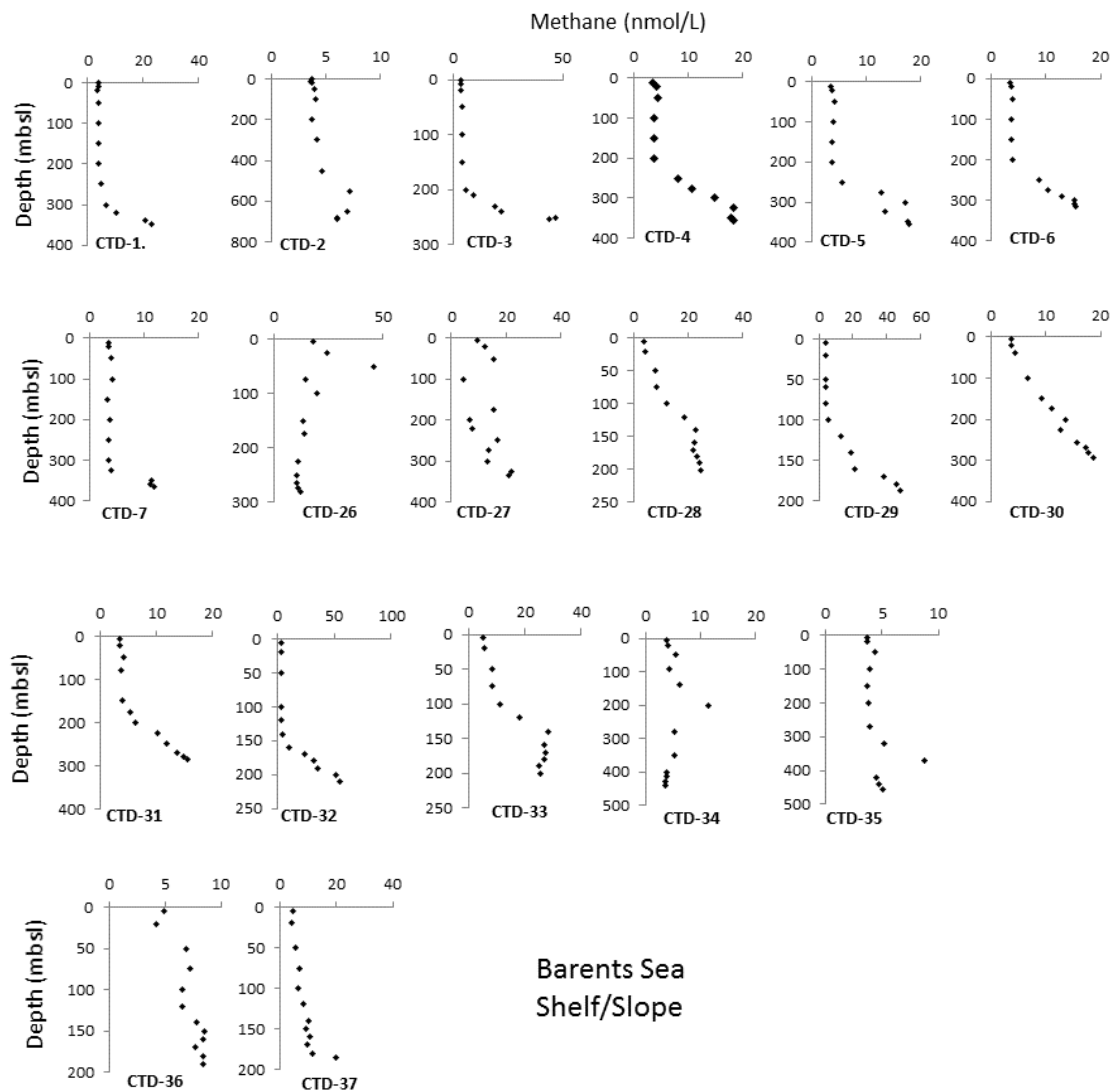 Methane (nmol/L)
0 20 40
0 5 10
0 50
0 10 20
0 10 20
0 10 20
Depth (mbsl)
0
100
200
300
400
CTD-1.
0
200
400
600
800
CTD-2
0
100
200
300
CTD-3
0
100
200
300
400
CTD-4
0
100
200
300
400
CTD-5
0
100
200
300
400
CTD-6
0 10 20
0 50
0 20 40
0 20 40
0 20 40 60
0 10 20
Depth (mbsl)
0
100
200
300
400
CTD-7
0
100
200
300
CTD-26
0
100
200
300
400
CTD-27
0
50
100
150
200
250
CTD-28
0
50
100
150
200
CTD-29
0
100
200
300
400
CTD-30
0 10 20
0 50 100
0 20 40
0 10 20
0 5 10
Depth (mbsl)
0
100
200
300
400
CTD-31
0
50
100
150
200
250
CTD-32
0
50
100
150
200
250
CTD-33
0
100
200
300
400
500
CTD-34
0
100
200
300
400
500
CTD-35
0 5 10
0 20 40
Depth (mbsl)
0
50
100
150
200
CTD-36
0
50
100
150
200
CTD-37
Barents Sea
Shelf/Slope